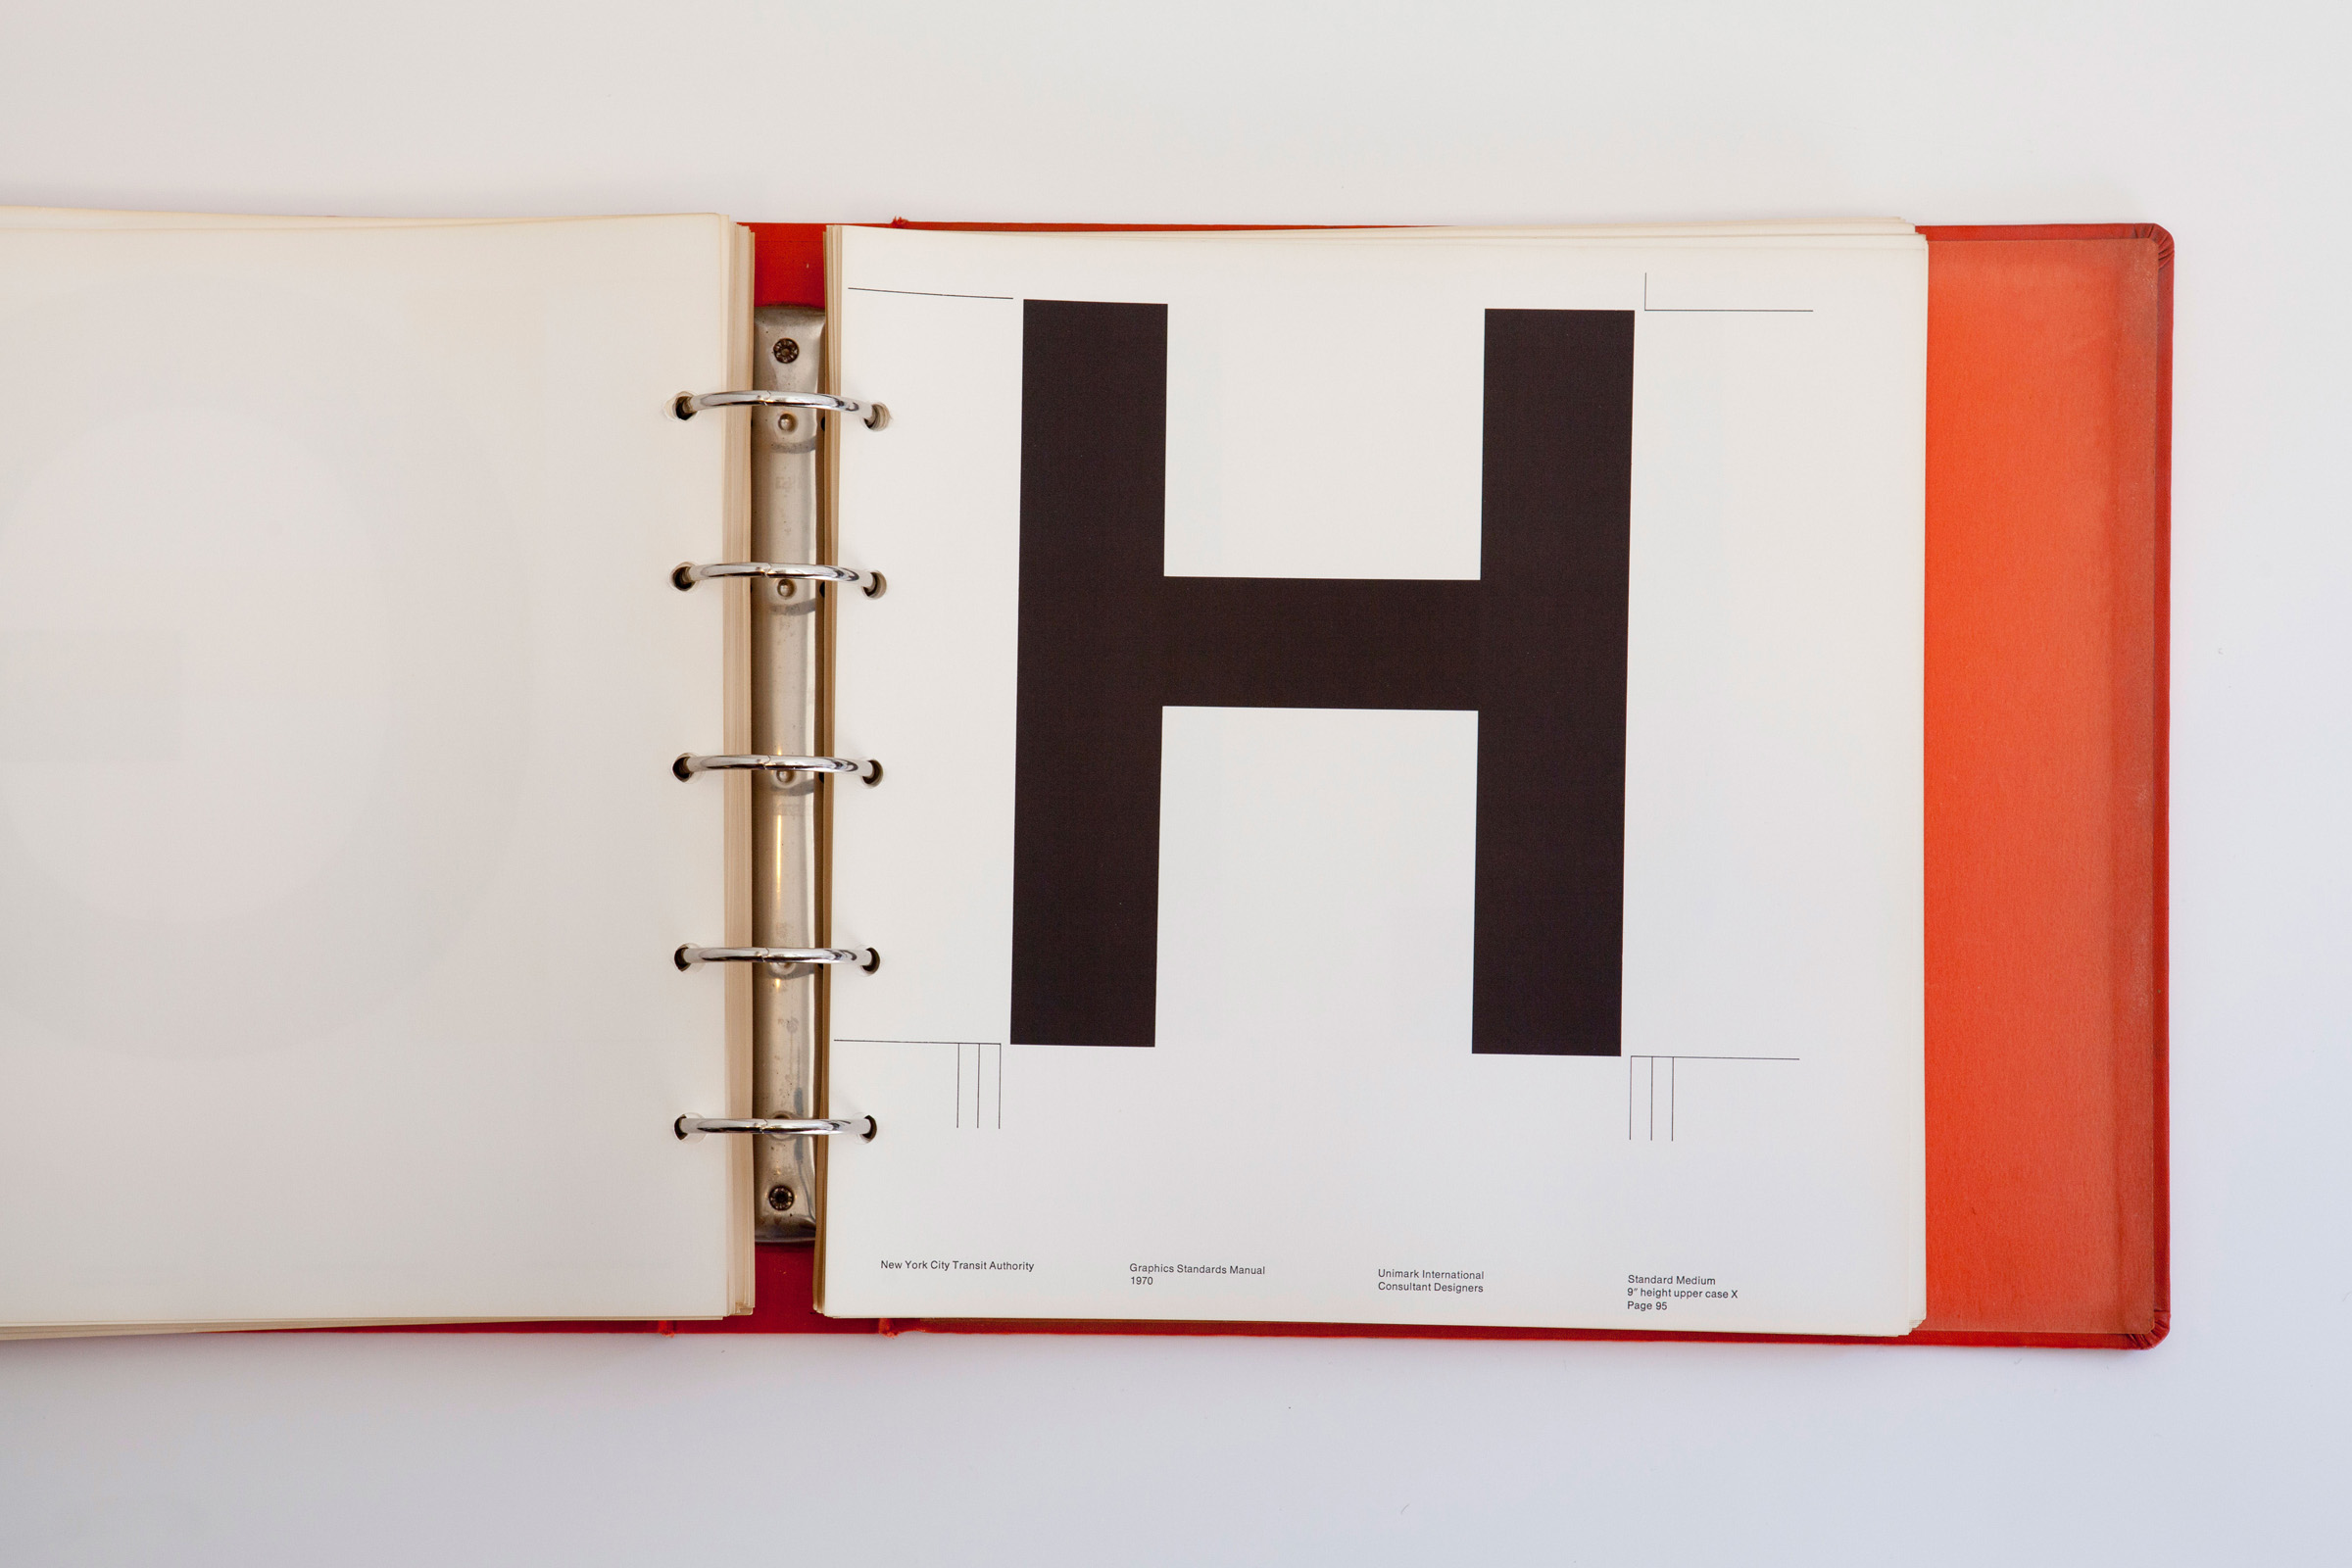 H
New York City Transit Authority
Graphics Standards Manual
1970
Unimark International
Consultant Designers
Standard Medium
9" height upper case X
Page 95